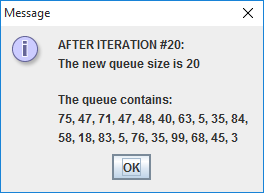 Message
AFTER ITERATION #20:
The new queue size is 20
The queue contains:
75, 47, 71, 47, 48, 40, 63, 5, 35, 84,
58, 18, 83, 5, 76, 35, 99, 68, 45, 3
OK